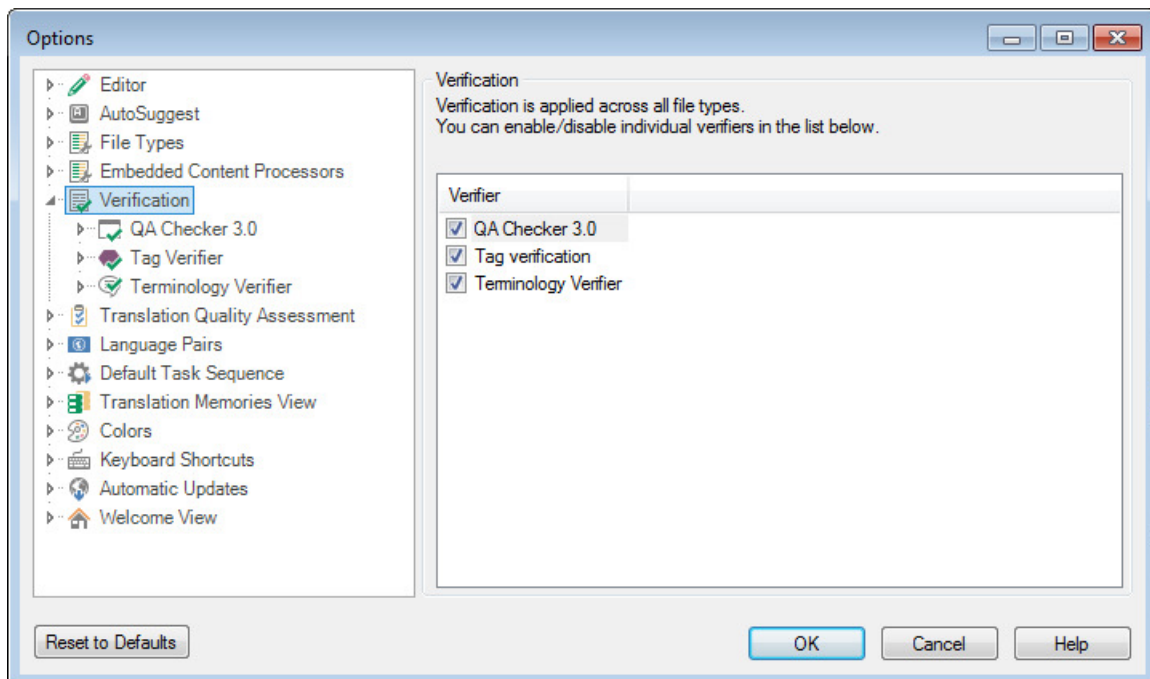 Options
Editor
AutoSuggest
File Types
Embedded Content Processors
Verification
QA Checker 3.0
Tag Verifier
Terminology Verifier
Translation Quality Assessment
Language Pairs
Default Task Sequence
Translation Memories View
Colors
Keyboard Shortcuts
Automatic Updates
Welcome View
Verification
Verification is applied across all file types.
You can enable/disable individual verifiers in the list below.
Verifier
QA Checker 3.0
Tag verification
Terminology Verifier
Reset to Defaults
OK
Cancel
Help